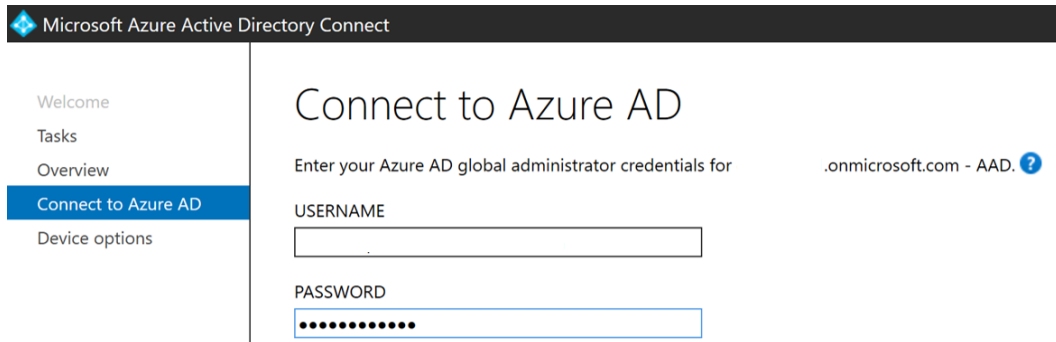 Microsoft Azure Active Directory Connect
Welcome
Tasks
Overview
Connect to Azure AD
Device options
Connect to Azure AD
Enter your Azure AD global administrator credentials for .onmicrosoft.com - AAD. ?
USERNAME
PASSWORD
••••••••••••